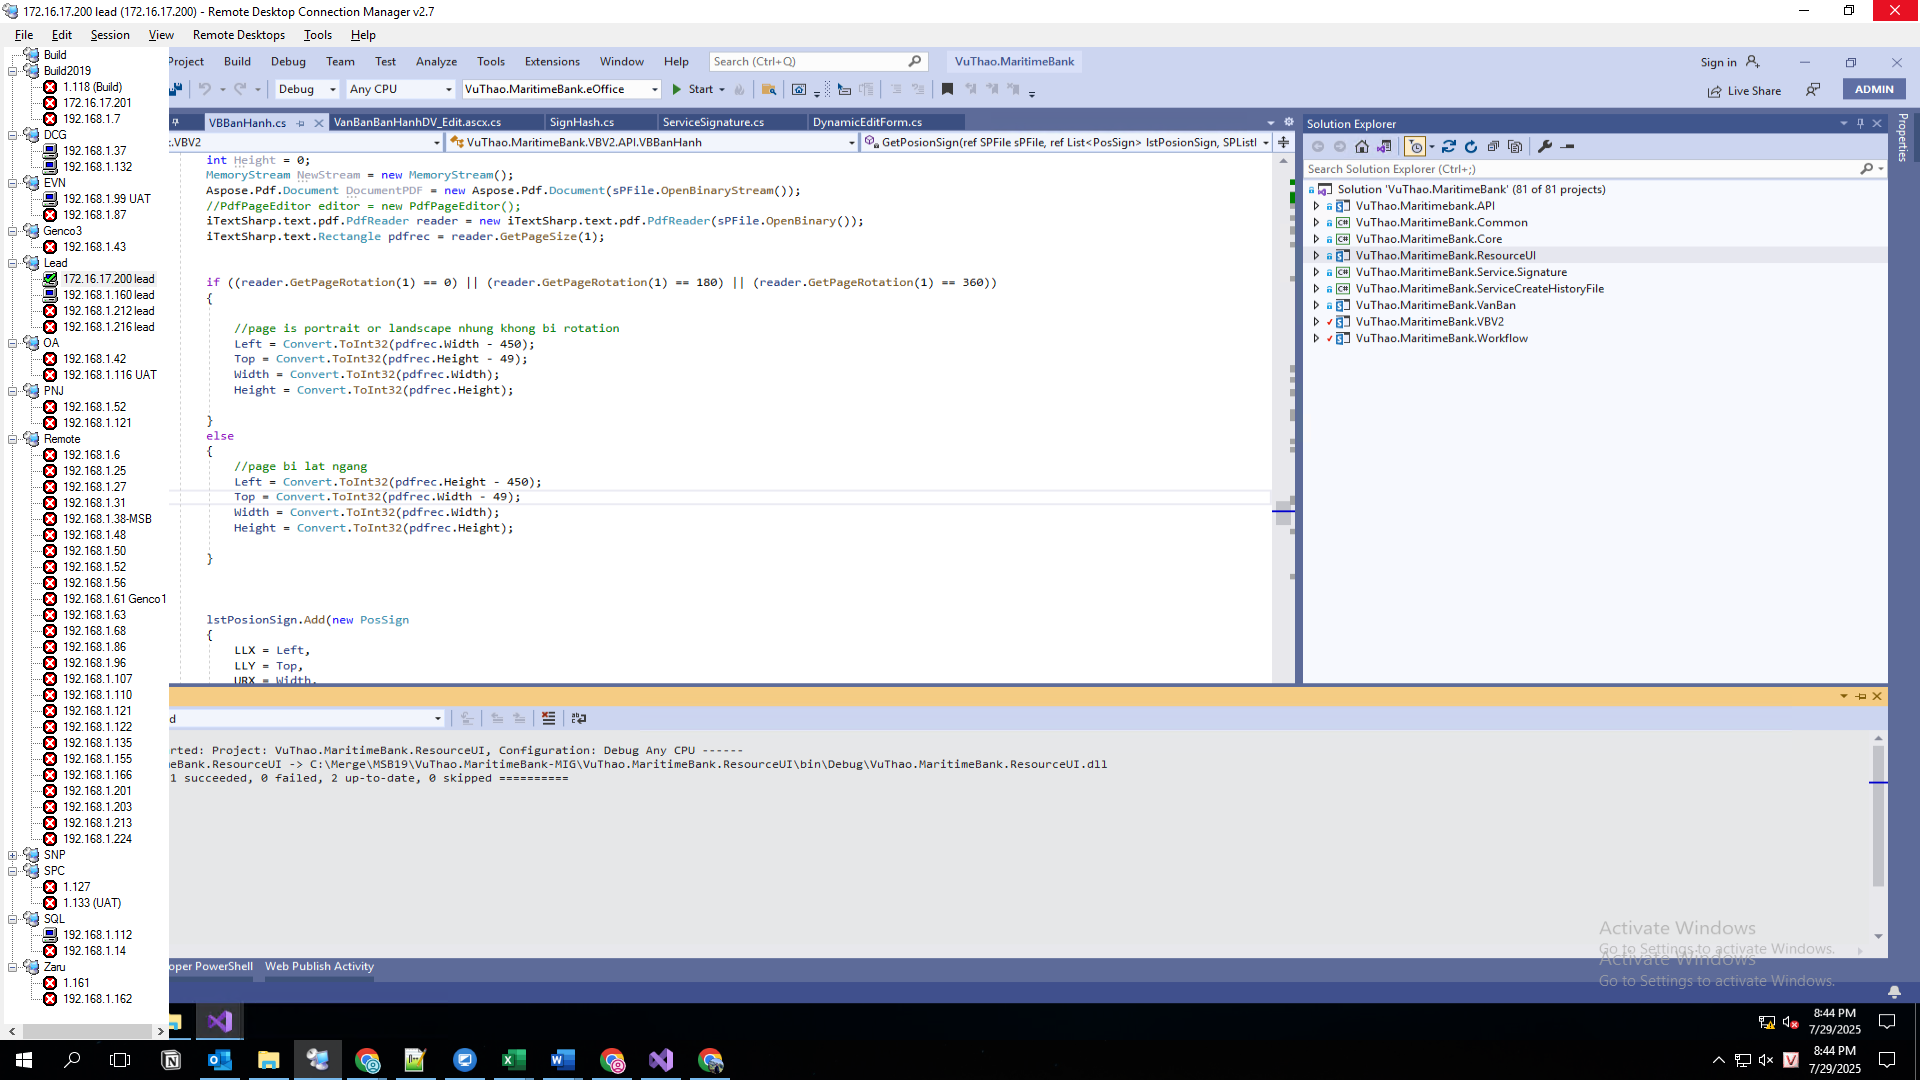 172.16.17.200 lead (172.16.17.200) - Remote Desktop Connection Manager v2.7
File Edit Session View Remote Desktops Tools Help
Build
Build2019
1.118 (Build)
172.16.17.201
192.168.1.7
DCG
192.168.1.37
192.168.1.132
EVN
192.168.1.99 UAT
192.168.1.87
Genco3
192.168.1.43
Lead
172.16.17.200 lead
192.168.1.160 lead
192.168.1.212 lead
192.168.1.216 lead
OA
192.168.1.42
192.168.1.116 UAT
PNJ
192.168.1.52
192.168.1.121
Remote
192.168.1.6
192.168.1.25
192.168.1.27
192.168.1.31
192.168.1.38-MSB
192.168.1.48
192.168.1.50
192.168.1.52
192.168.1.56
192.168.1.61 Genco1
192.168.1.63
192.168.1.68
192.168.1.86
192.168.1.96
192.168.1.107
192.168.1.110
192.168.1.121
192.168.1.122
192.168.1.135
192.168.1.155
192.168.1.166
192.168.1.201
192.168.1.203
192.168.1.213
192.168.1.224
SNP
SPC
1.127
1.133 (UAT)
SQL
192.168.1.112
192.168.1.14
Zaru
1.161
192.168.1.162
Project Build Debug Team Test Analyze Tools Extensions Window Help Search (Ctrl+Q) VuThao.MaritimeBank Sign in
Debug Any CPU VuThao.MaritimeBank.eOffice Start Live Share ADMIN
VBBanHanh.cs VanBanBanHanhDV_Edit.ascx.cs SignHash.cs ServiceSignature.cs DynamicEditForm.cs
.VBV2 VuThao.MaritimeBank.VBV2.API.VBBanHanh GetPosionSign(ref SPFile sPFile, ref List<PosSign> lstPosionSign, SPListI
int Height = 0;
MemoryStream NewStream = new MemoryStream();
Aspose.Pdf.Document DocumentPDF = new Aspose.Pdf.Document(sPFile.OpenBinaryStream());
//PdfPageEditor editor = new PdfPageEditor();
iTextSharp.text.pdf.PdfReader reader = new iTextSharp.text.pdf.PdfReader(sPFile.OpenBinary());
iTextSharp.text.Rectangle pdfrec = reader.GetPageSize(1);
if ((reader.GetPageRotation(1) == 0) || (reader.GetPageRotation(1) == 180) || (reader.GetPageRotation(1) == 360))
{
//page is portrait or landscape nhung khong bi rotation
Left = Convert.ToInt32(pdfrec.Width - 450);
Top = Convert.ToInt32(pdfrec.Height - 49);
Width = Convert.ToInt32(pdfrec.Width);
Height = Convert.ToInt32(pdfrec.Height);
}
else
{
//page bi lat ngang
Left = Convert.ToInt32(pdfrec.Height - 450);
Top = Convert.ToInt32(pdfrec.Width - 49);
Width = Convert.ToInt32(pdfrec.Width);
Height = Convert.ToInt32(pdfrec.Height);
}
lstPosionSign.Add(new PosSign
{
LLX = Left,
LLY = Top,
URX = Width,
Solution Explorer
Search Solution Explorer (Ctrl+;)
Solution 'VuThao.MaritimeBank' (81 of 81 projects)
VuThao.Maritimebank.API
VuThao.MaritimeBank.Common
VuThao.MaritimeBank.Core
VuThao.MaritimeBank.ResourceUI
VuThao.MaritimeBank.Service.Signature
VuThao.MaritimeBank.ServiceCreateHistoryFile
VuThao.MaritimeBank.VanBan
VuThao.MaritimeBank.VBV2
VuThao.MaritimeBank.Workflow
Properties
d
rted: Project: VuThao.MaritimeBank.ResourceUI, Configuration: Debug Any CPU ------
meBank.ResourceUI -> C:\Merge\MSB19\VuThao.MaritimeBank-MIG\VuThao.MaritimeBank.ResourceUI\bin\Debug\VuThao.MaritimeBank.ResourceUI.dll
1 succeeded, 0 failed, 2 up-to-date, 0 skipped ==========
oper PowerShell Web Publish Activity
Activate Windows
Go to Settings to activate Windows.
Activate Windows
Go to Settings to activate Windows.
8:44 PM
7/29/2025
8:44 PM
7/29/2025